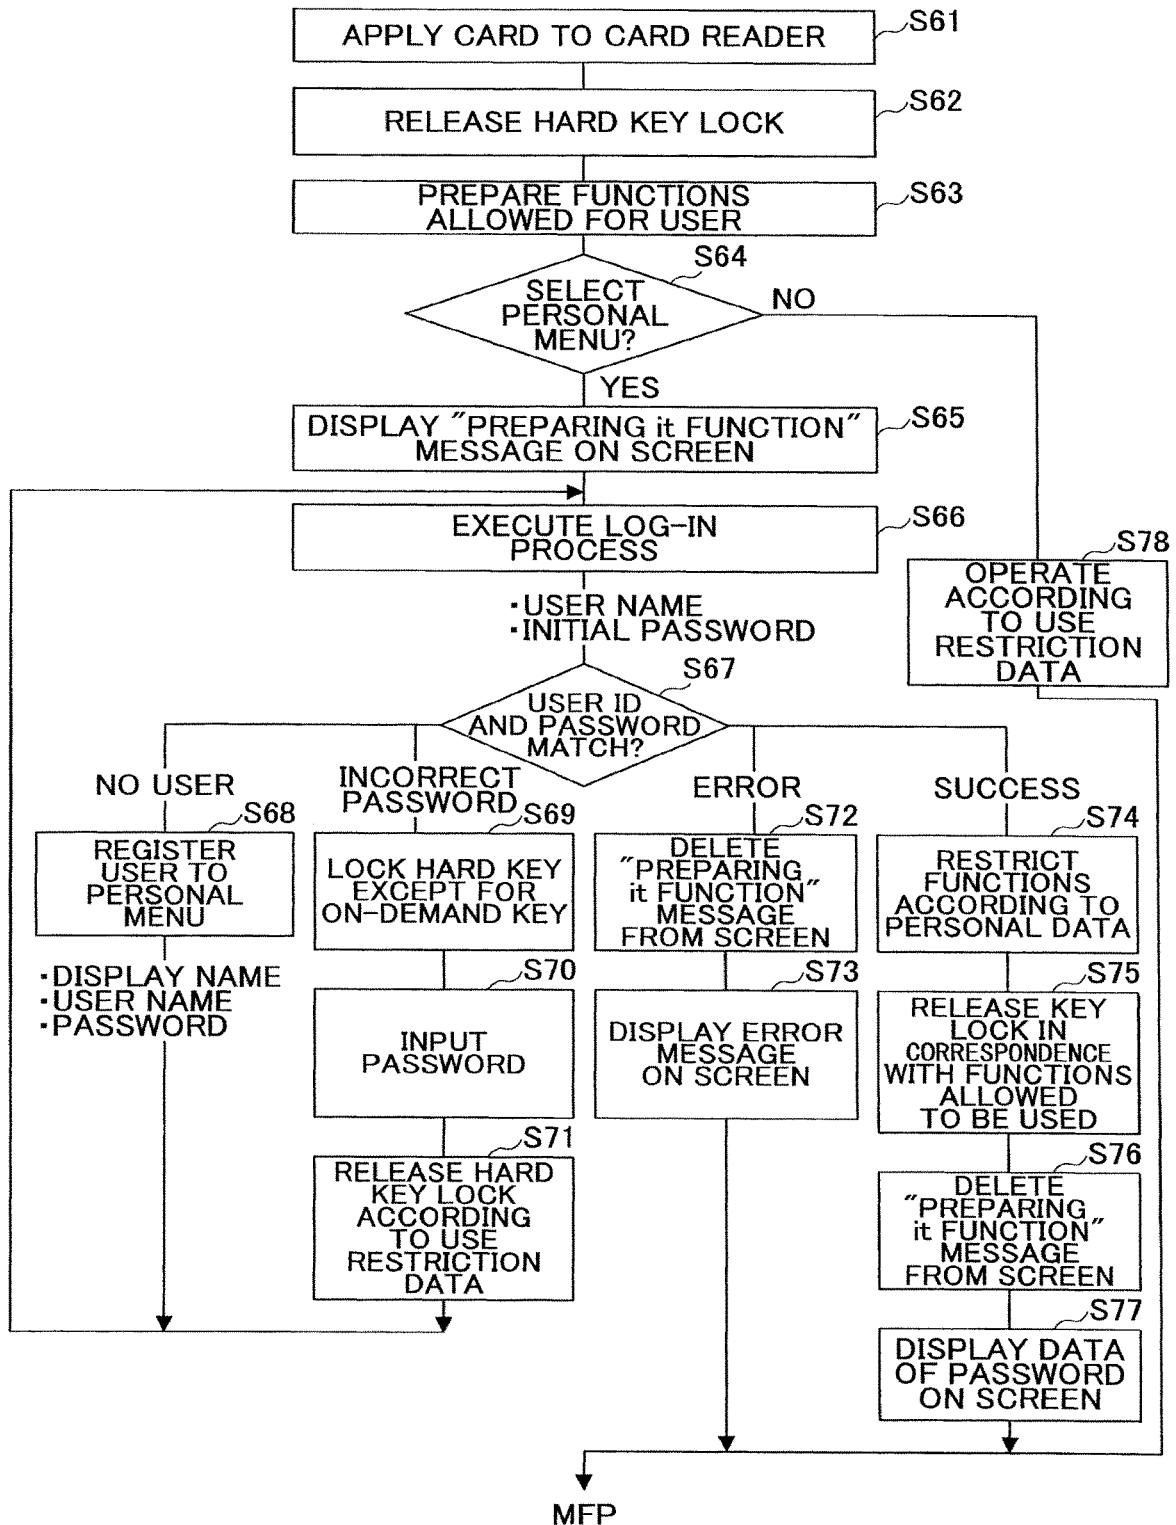 APPLY CARD TO CARD READER
S61
RELEASE HARD KEY LOCK
S62
PREPARE FUNCTIONS
ALLOWED FOR USER
S63
S64
SELECT
PERSONAL
MENU?
NO
YES
DISPLAY "PREPARING it FUNCTION"
MESSAGE ON SCREEN
S65
EXECUTE LOG-IN
PROCESS
S66
S78
OPERATE
ACCORDING
TO USE
RESTRICTION
DATA
・USER NAME
・INITIAL PASSWORD
S67
USER ID
AND PASSWORD
MATCH?
NO USER
S68
REGISTER
USER TO
PERSONAL
MENU
・DISPLAY NAME
・USER NAME
・PASSWORD
INCORRECT
PASSWORD
S69
LOCK HARD KEY
EXCEPT FOR
ON-DEMAND KEY
S70
INPUT
PASSWORD
S71
RELEASE HARD
KEY LOCK
ACCORDING
TO USE
RESTRICTION
DATA
ERROR
S72
DELETE
"PREPARING
it FUNCTION"
MESSAGE
FROM SCREEN
S73
DISPLAY ERROR
MESSAGE
ON SCREEN
SUCCESS
S74
RESTRICT
FUNCTIONS
ACCORDING TO
PERSONAL DATA
S75
RELEASE KEY
LOCK IN
CORRESPONDENCE
WITH FUNCTIONS
ALLOWED
TO BE USED
S76
DELETE
"PREPARING
it FUNCTION"
MESSAGE
FROM SCREEN
S77
DISPLAY DATA
OF PASSWORD
ON SCREEN
MFP